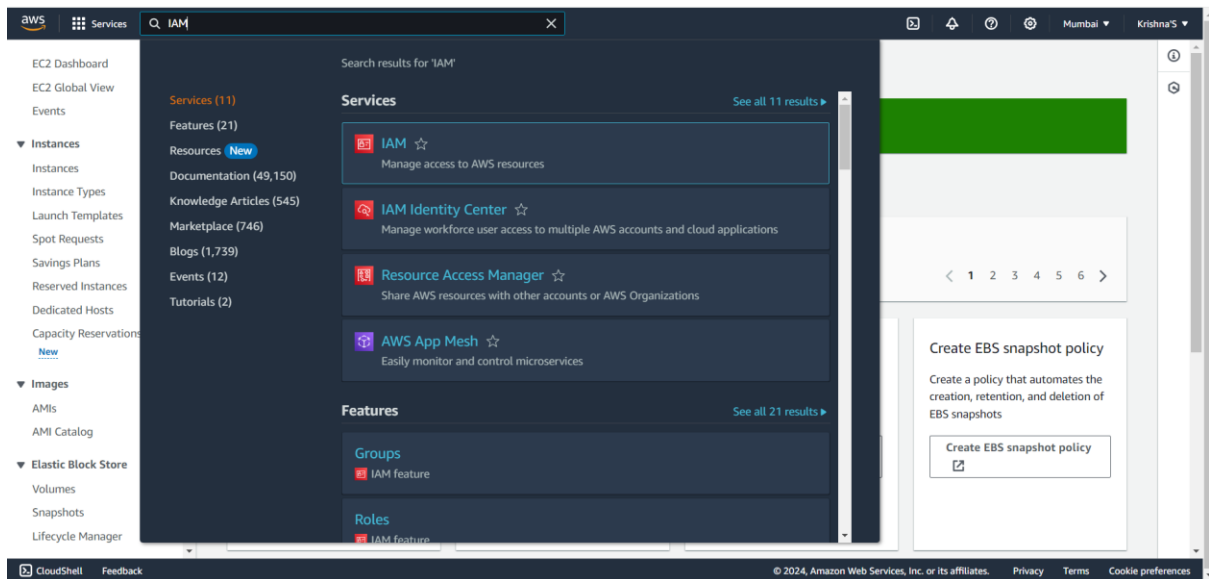 aws
Services
IAM
Mumbai
Krishna'S
EC2 Dashboard
EC2 Global View
Events
Instances
Instances
Instance Types
Launch Templates
Spot Requests
Savings Plans
Reserved Instances
Dedicated Hosts
Capacity Reservations
New
Images
AMIs
AMI Catalog
Elastic Block Store
Volumes
Snapshots
Lifecycle Manager
Search results for 'IAM'
Services (11)
Features (21)
Resources New
Documentation (49,150)
Knowledge Articles (545)
Marketplace (746)
Blogs (1,739)
Events (12)
Tutorials (2)
Services
See all 11 results
IAM
Manage access to AWS resources
IAM Identity Center
Manage workforce user access to multiple AWS accounts and cloud applications
Resource Access Manager
Share AWS resources with other accounts or AWS Organizations
AWS App Mesh
Easily monitor and control microservices
Features
See all 21 results
Groups
IAM feature
Roles
IAM feature
1 2 3 4 5 6
Create EBS snapshot policy
Create a policy that automates the
creation, retention, and deletion of
EBS snapshots
Create EBS snapshot policy
CloudShell
Feedback
© 2024, Amazon Web Services, Inc. or its affiliates.
Privacy
Terms
Cookie preferences